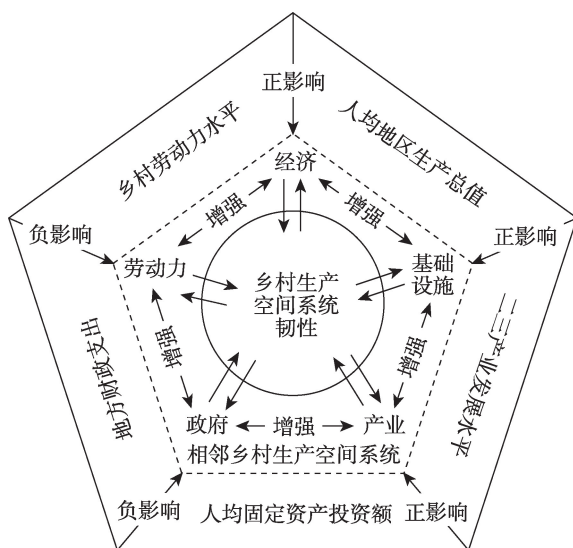 正影响
乡村劳动力水平
人均地区生产总值
经济
增强
增强
负影响
正影响
劳动力
基础
设施
乡村生产
空间系统
韧性
增强
增强
地方财政支出
二三产业发展水平
政府
增强
产业
相邻乡村生产空间系统
负影响
人均固定资产投资额
正影响